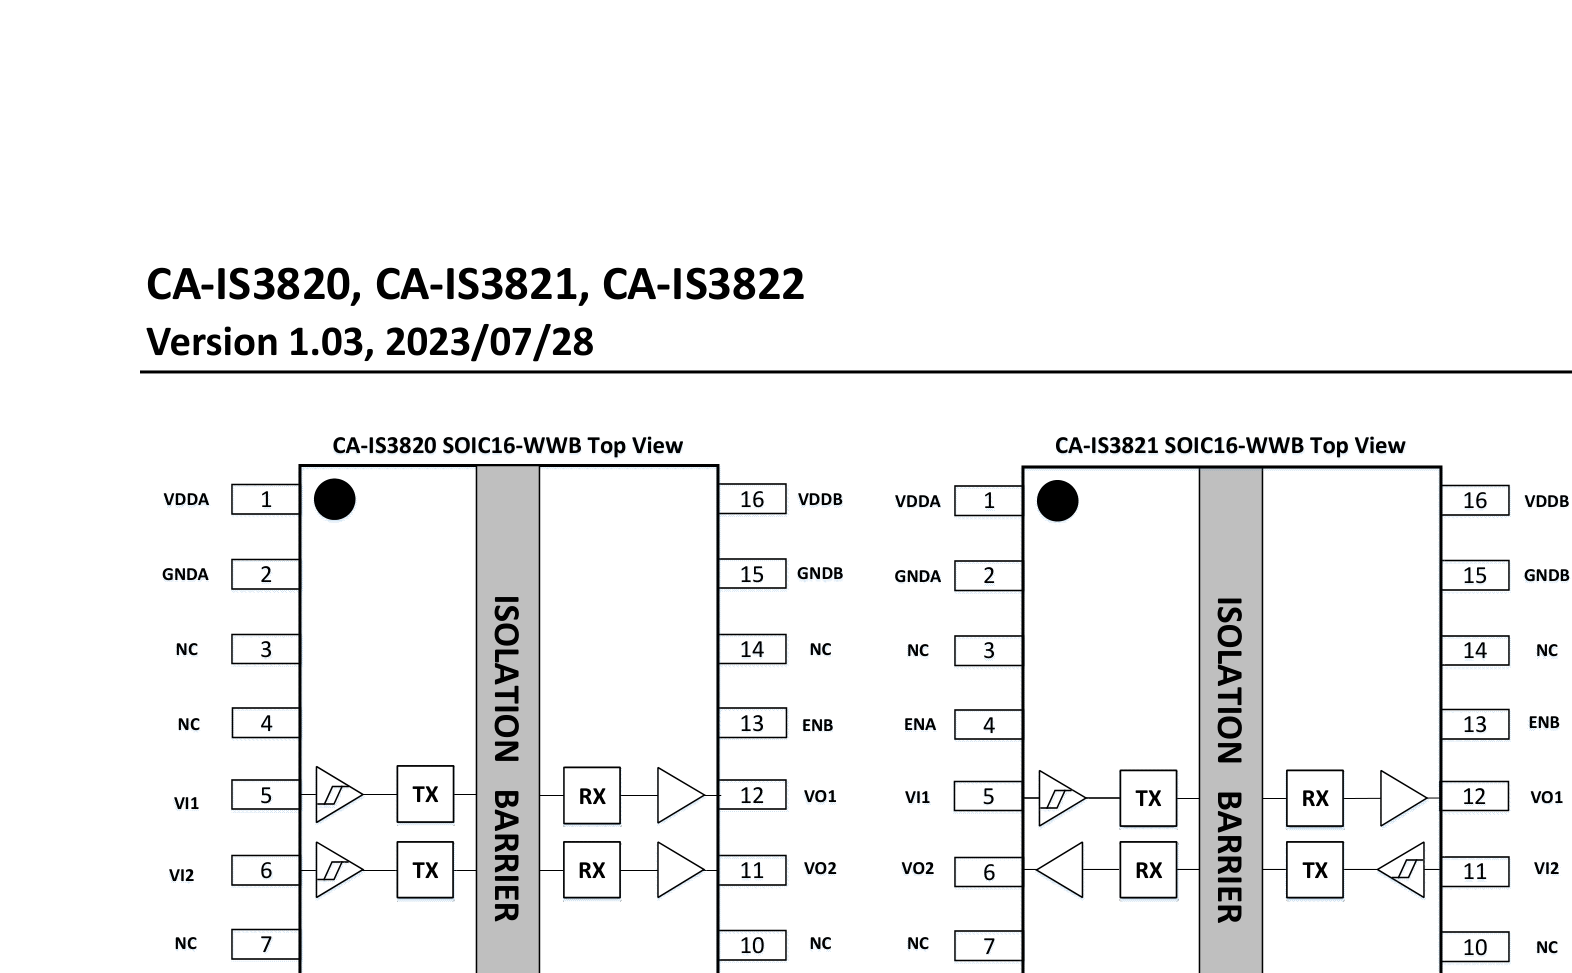 CA-IS3820, CA-IS3821, CA-IS3822
Version 1.03, 2023/07/28
CA-IS3820 SOIC16-WWB Top View
VDDA 1 16 VDDB
GNDA 2 15 GNDB
NC 3 14 NC
NC 4 13 ENB
VI1 5 TX RX 12 VO1
VI2 6 TX RX 11 VO2
NC 7 10 NC
ISOLATION BARRIER
CA-IS3821 SOIC16-WWB Top View
VDDA 1 16 VDDB
GNDA 2 15 GNDB
NC 3 14 NC
ENA 4 13 ENB
VI1 5 TX RX 12 VO1
VO2 6 RX TX 11 VI2
NC 7 10 NC
ISOLATION BARRIER